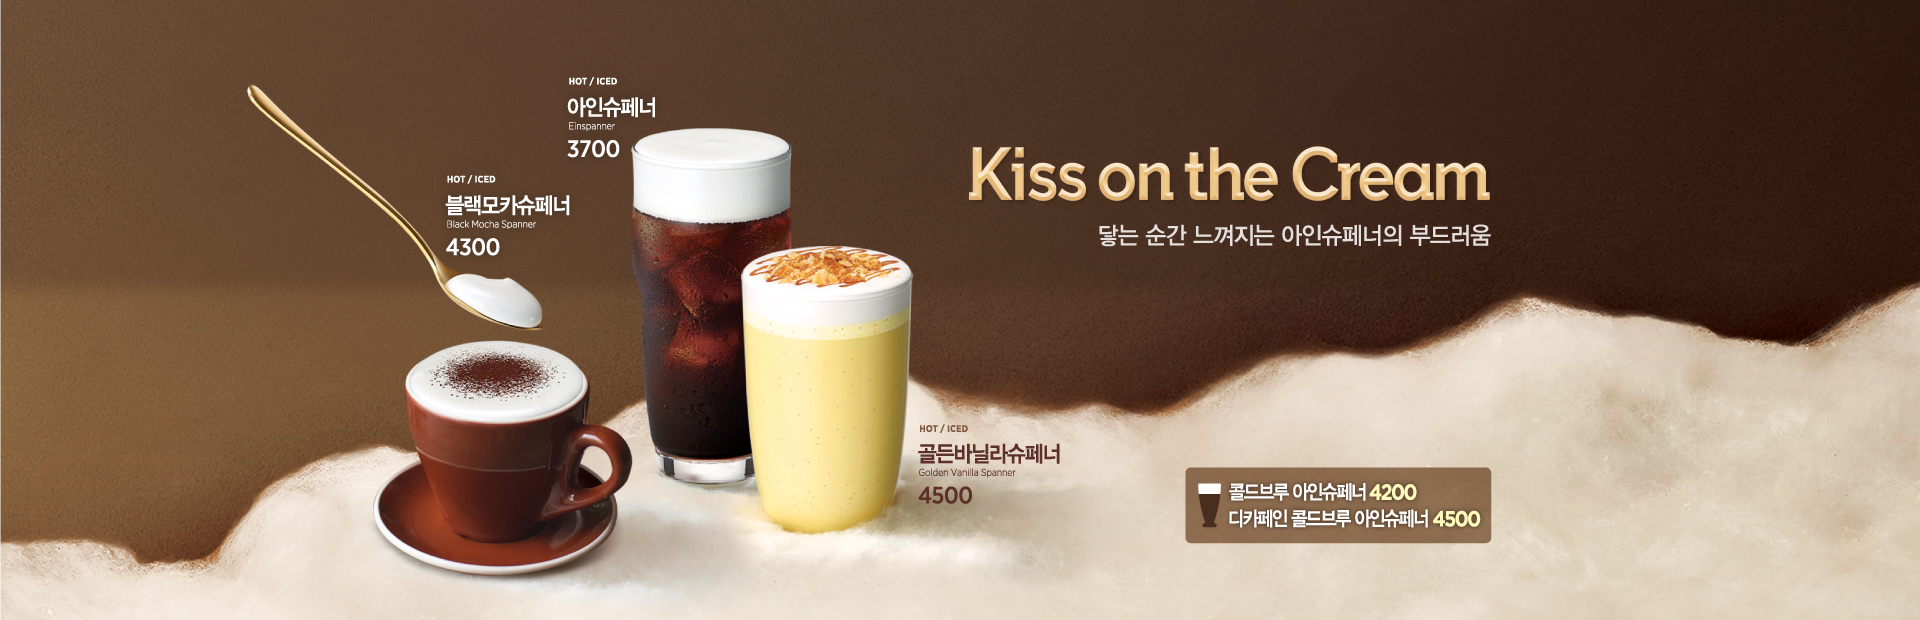 HOT / ICED
아인슈페너
Einspanner
3700
HOT / ICED
블랙모카슈페너
Black Mocha Spanner
4300
Kiss on the Cream
닿는 순간 느껴지는 아인슈페너의 부드러움
HOT / ICED
골든바닐라슈페너
Golden Vanilla Spanner
4500
콜드브루 아인슈페너 4200
디카페인 콜드브루 아인슈페너 4500